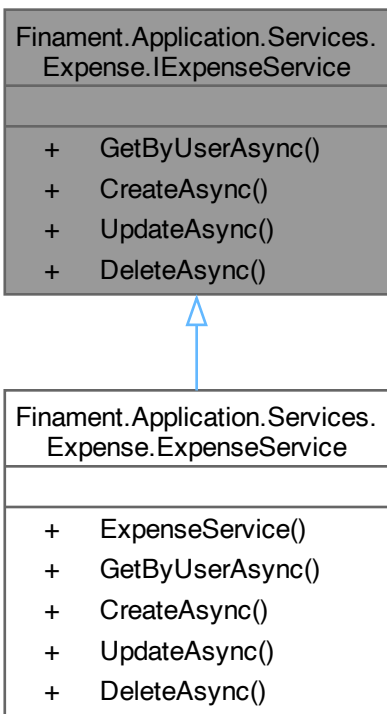 Finament.Application.Services.
Expense.IExpenseService
+ GetByUserAsync()
+ CreateAsync()
+ UpdateAsync()
+ DeleteAsync()
Finament.Application.Services.
Expense.ExpenseService
+ ExpenseService()
+ GetByUserAsync()
+ CreateAsync()
+ UpdateAsync()
+ DeleteAsync()